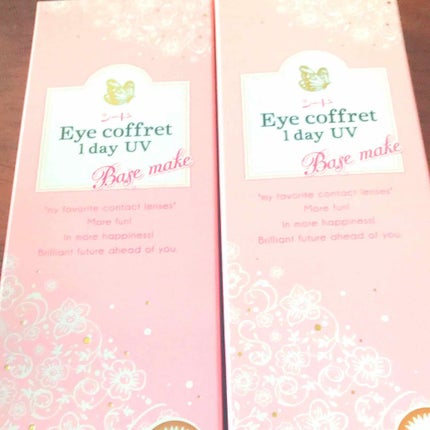 シード
Eye coffret
1 day UV
Base make
"my favorite contact lenses"
More fun!
In more happiness!
Brilliant future ahead of you.
シード
Eye coffret
1 day UV
Base make
"my favorite contact lenses"
More fun!
In more happiness!
Brilliant future ahead of you.